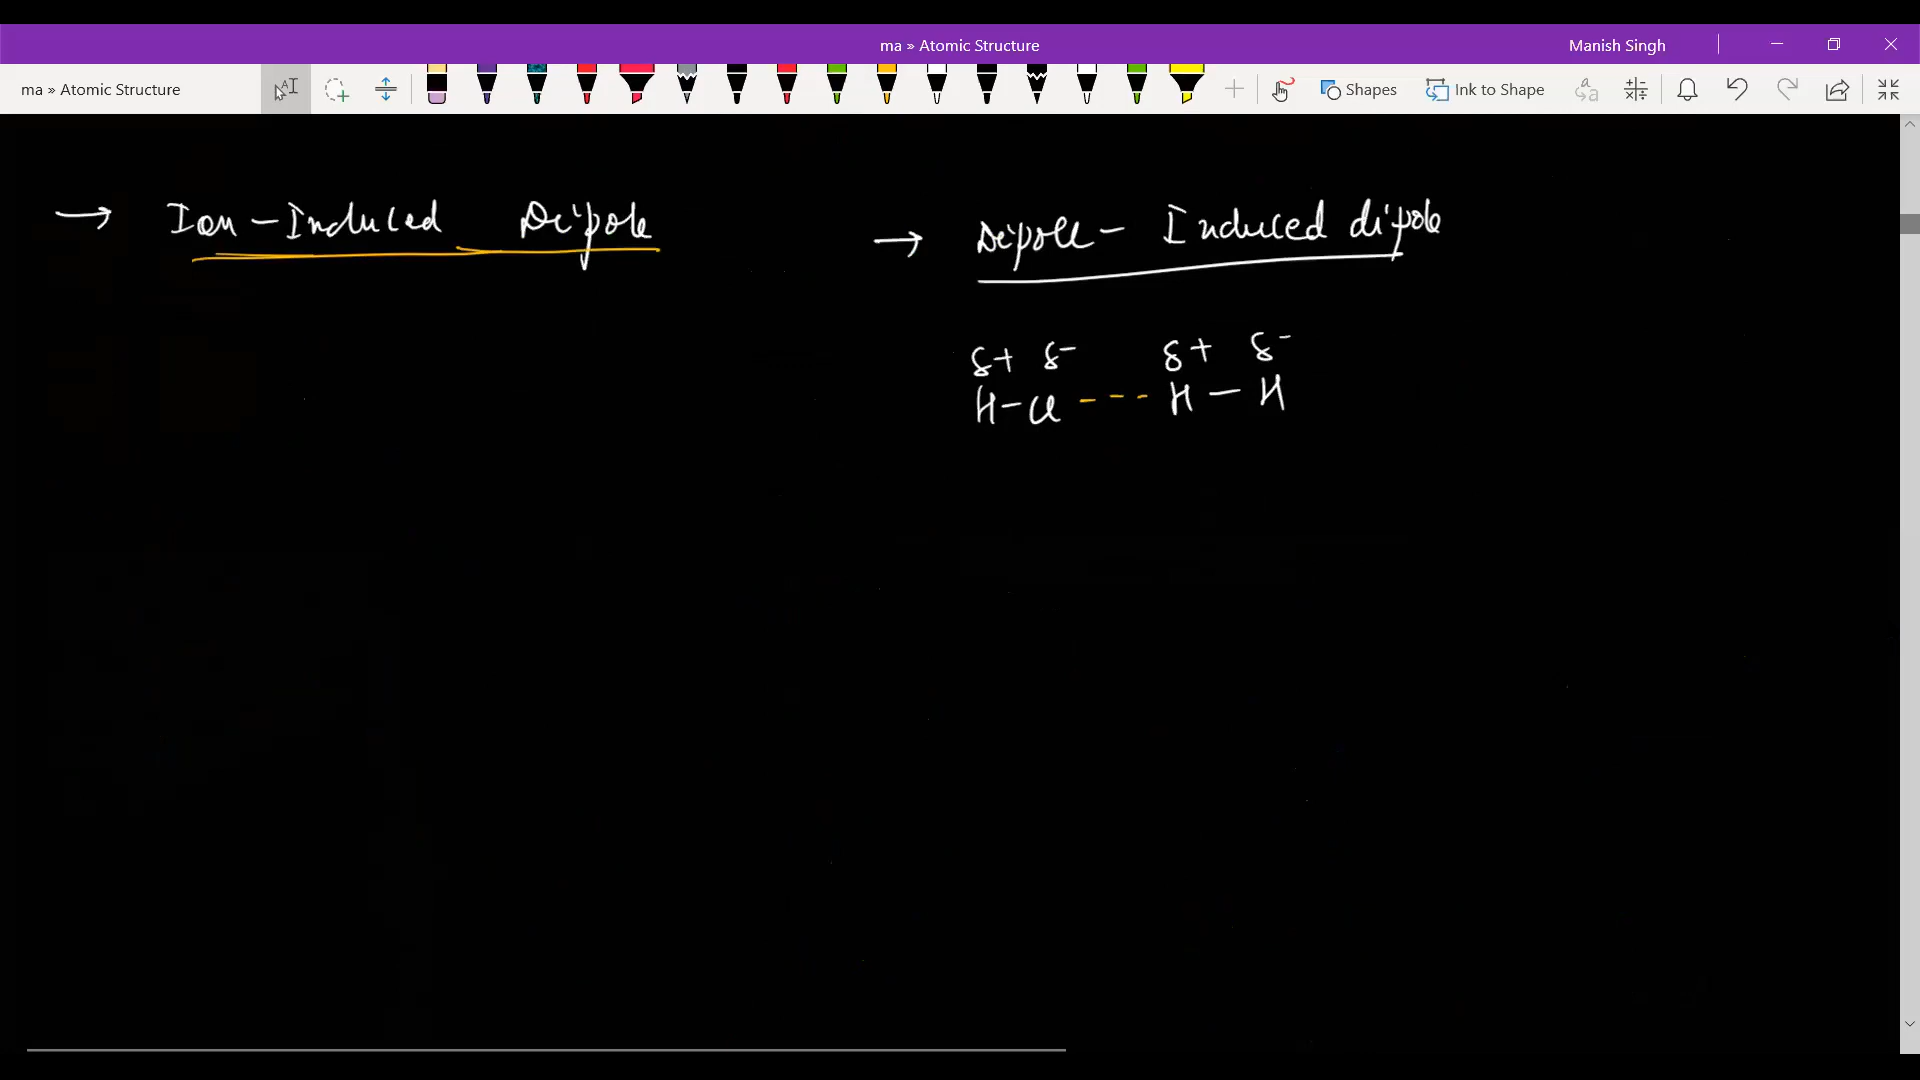 ma » Atomic Structure
Manish Singh
ma » Atomic Structure
Shapes
Ink to Shape
→ Ion-Induced Dipole
→ Dipole - Induced dipole
δ+ δ- δ+ δ-
H-Cl --- H-H